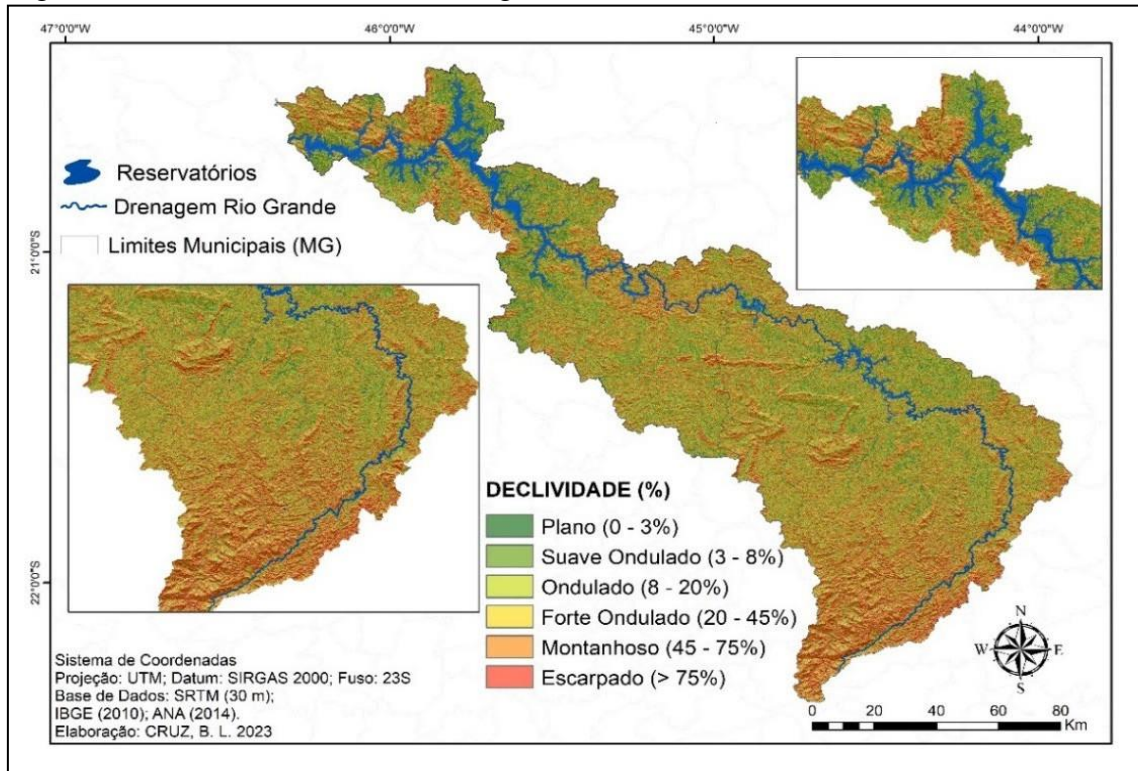 47°0'0"W
46°0'0"W
45°0'0"W
44°0'0"W
21°0'0"S
22°0'0"S
Reservatórios
Drenagem Rio Grande
Limites Municipais (MG)
DECLIVIDADE (%)
Plano (0 - 3%)
Suave Ondulado (3 - 8%)
Ondulado (8 - 20%)
Forte Ondulado (20 - 45%)
Montanhoso (45 - 75%)
Escarpado (> 75%)
Sistema de Coordenadas
Projeção: UTM; Datum: SIRGAS 2000; Fuso: 23S
Base de Dados: SRTM (30 m);
IBGE (2010); ANA (2014).
Elaboração: CRUZ, B. L. 2023
N
W E
S
0 20 40 60 80
Km